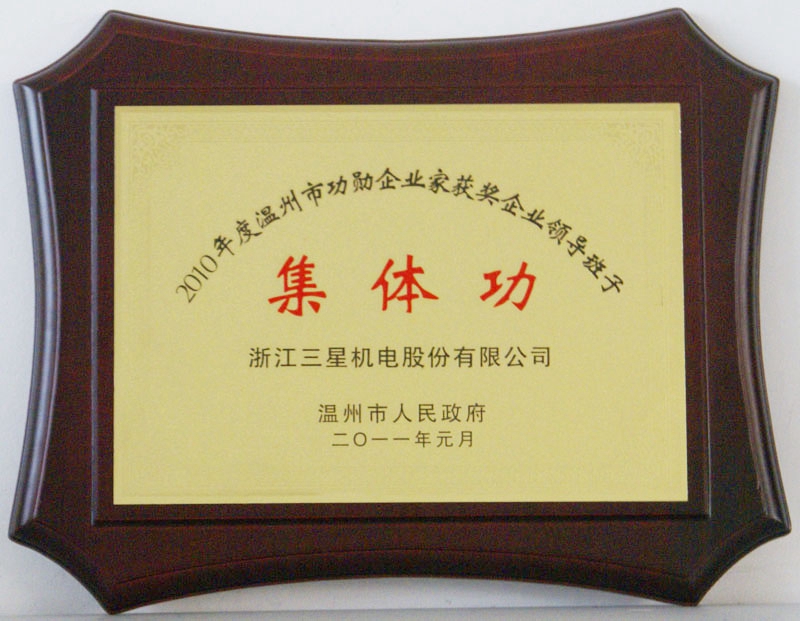 2010年度温州市功勋企业家获奖企业领导班子
集体功
浙江三星机电股份有限公司
温州市人民政府
二〇一一年元月